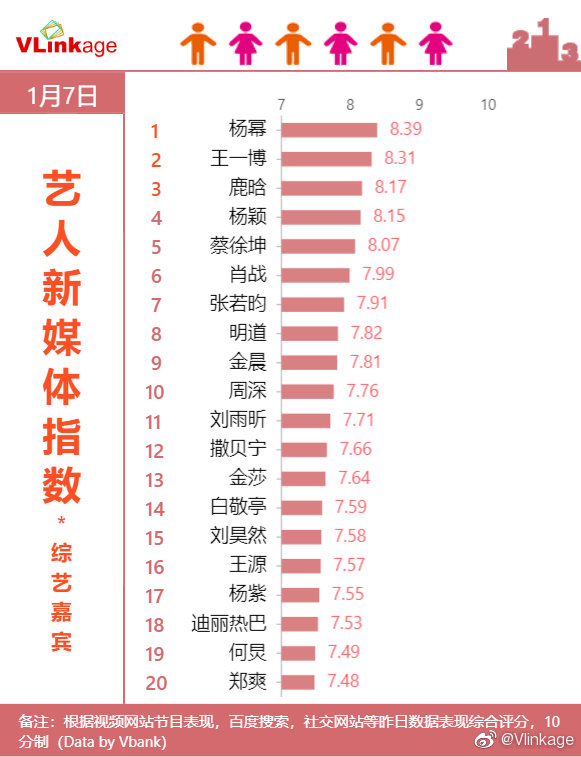 VLinkage
1 2 3
1月7日
艺人新媒体指数
*综艺嘉宾
7 8 9 10
1 杨幂 8.39
2 王一博 8.31
3 鹿晗 8.17
4 杨颖 8.15
5 蔡徐坤 8.07
6 肖战 7.99
7 张若昀 7.91
8 明道 7.82
9 金晨 7.81
10 周深 7.76
11 刘雨昕 7.71
12 撒贝宁 7.66
13 金莎 7.64
14 白敬亭 7.59
15 刘昊然 7.58
16 王源 7.57
17 杨紫 7.55
18 迪丽热巴 7.53
19 何炅 7.49
20 郑爽 7.48
备注：根据视频网站节目表现，百度搜索，社交网站等昨日数据表现综合评分，10
分制（Data by Vbank）
@Vlinkage